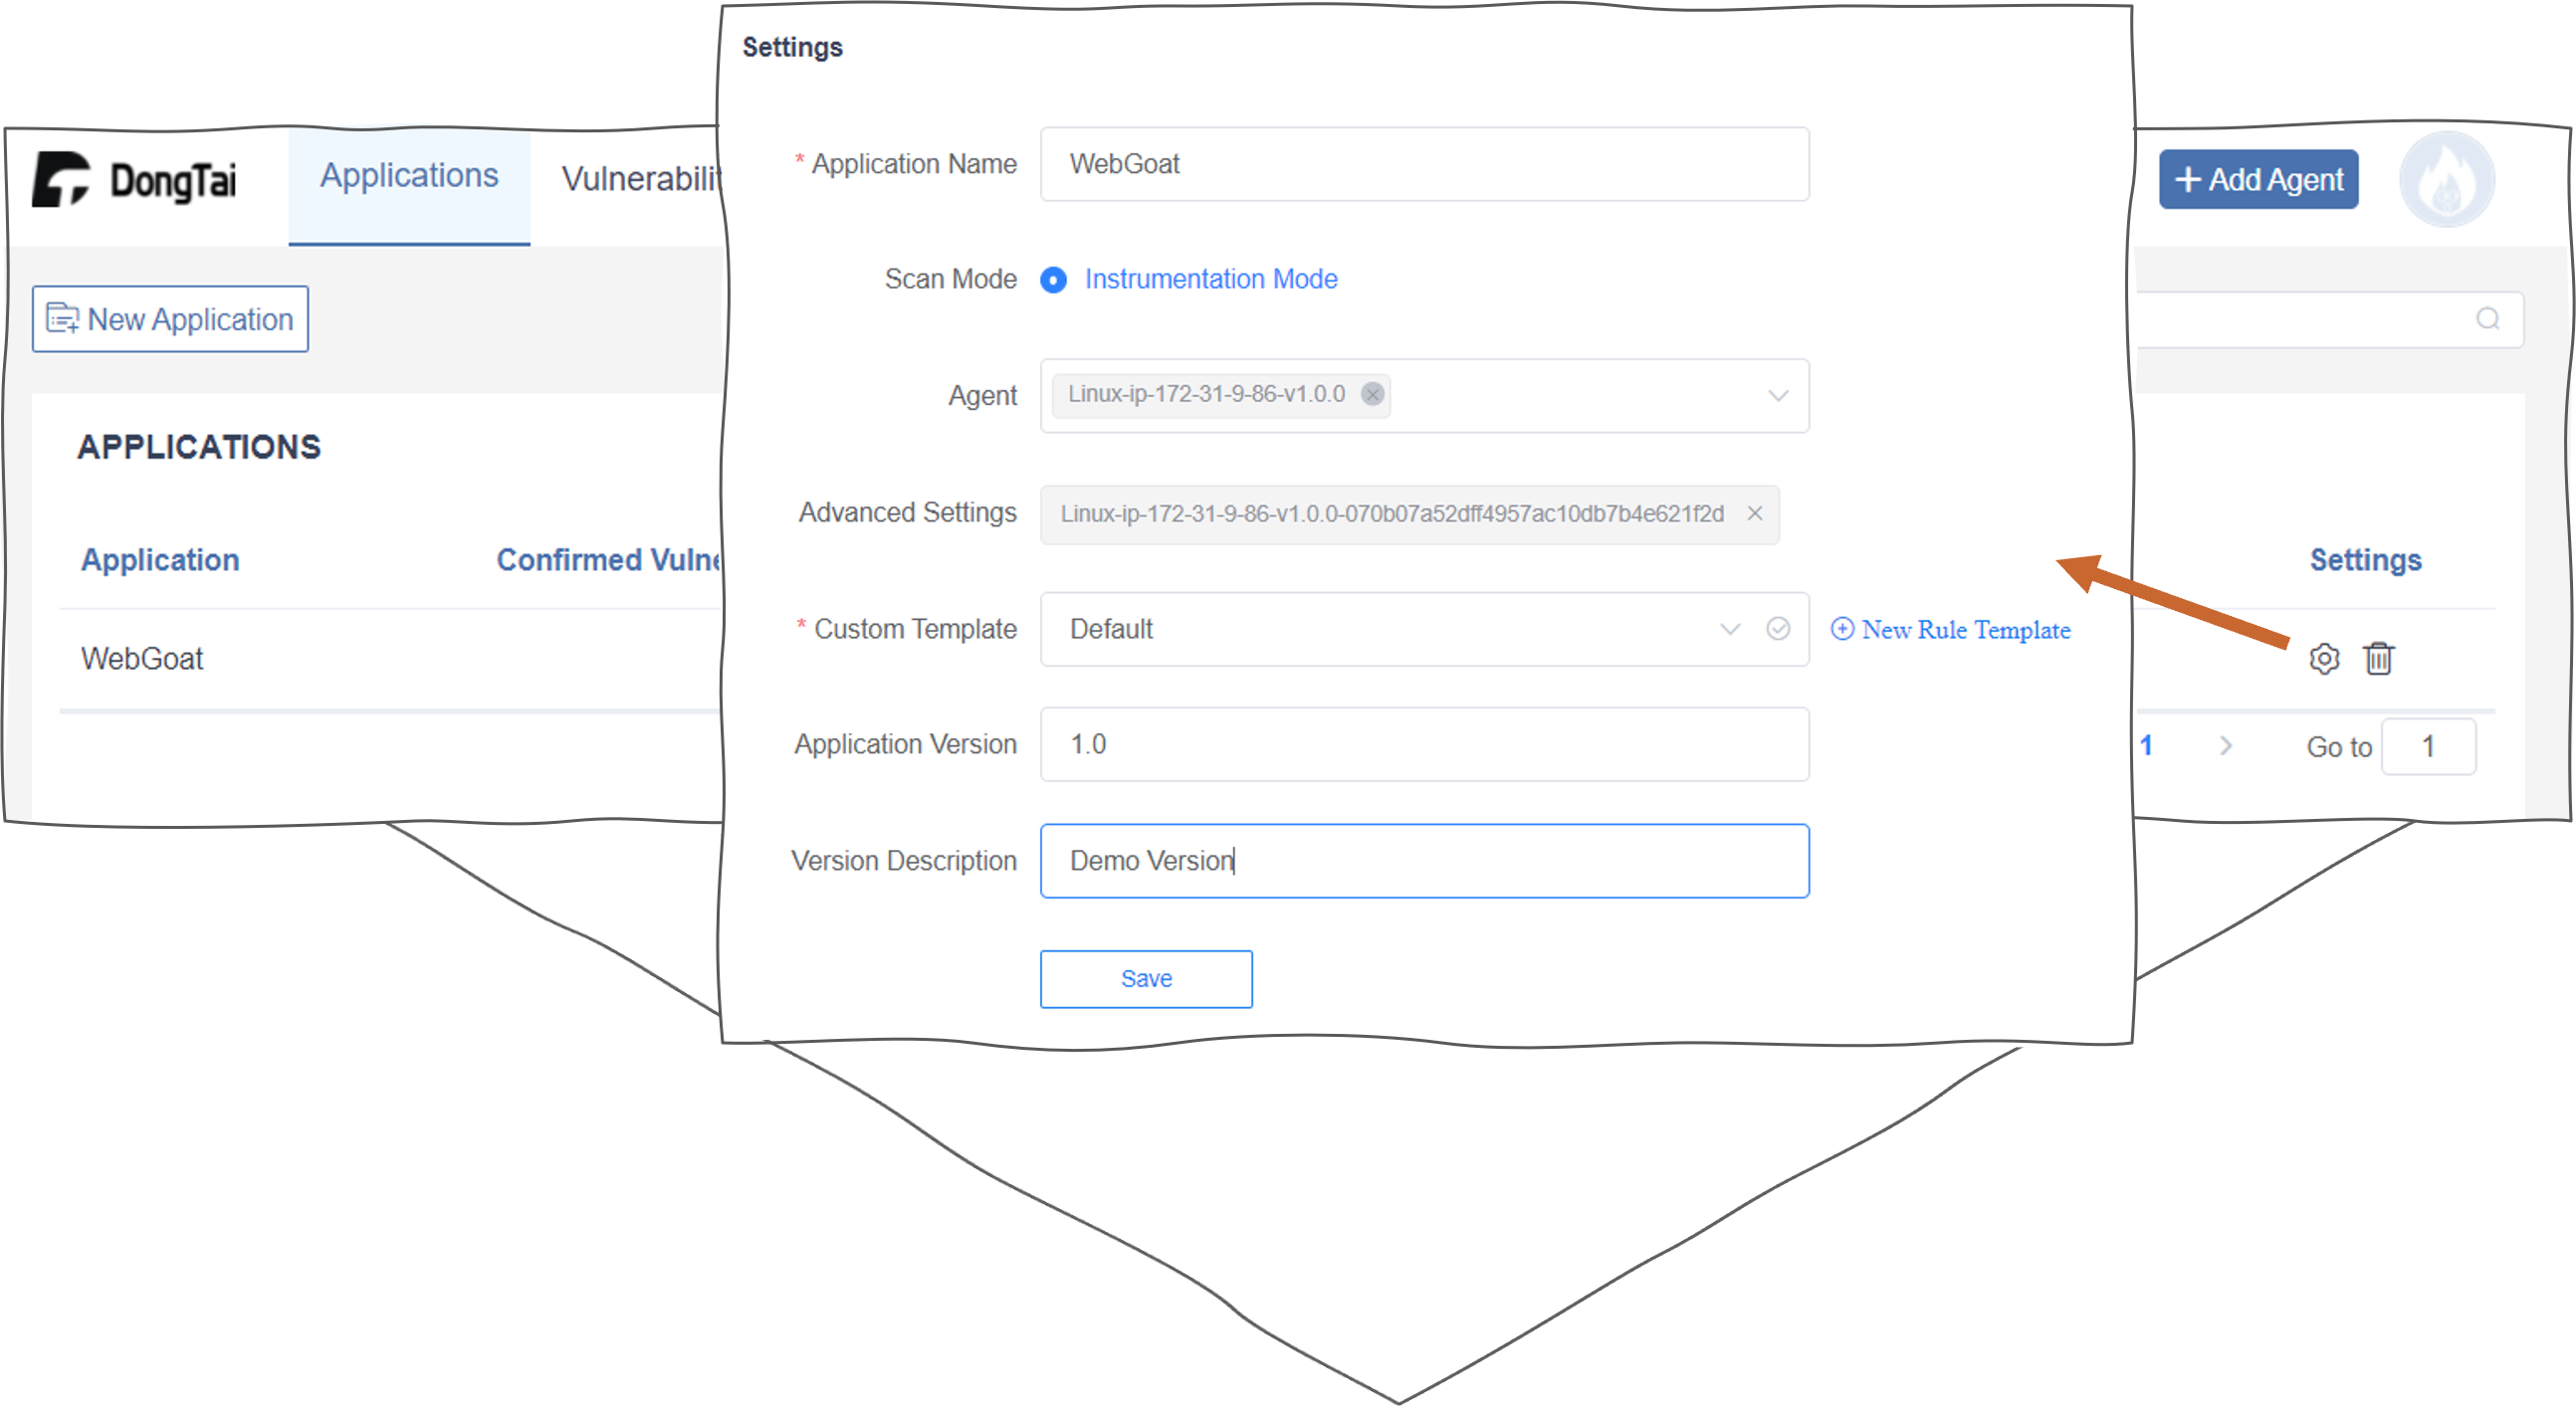 Settings
* Application Name WebGoat
DongTai Applications Vulnerabilit + Add Agent
Scan Mode Instrumentation Mode
New Application
Agent Linux-ip-172-31-9-86-v1.0.0
APPLICATIONS
Advanced Settings Linux-ip-172-31-9-86-v1.0.0-070b07a52dff4957ac10db7b4e621f2d
Application Confirmed Vulne Settings
* Custom Template Default New Rule Template
WebGoat
Application Version 1.0
1 > Go to 1
Version Description Demo Version
Save